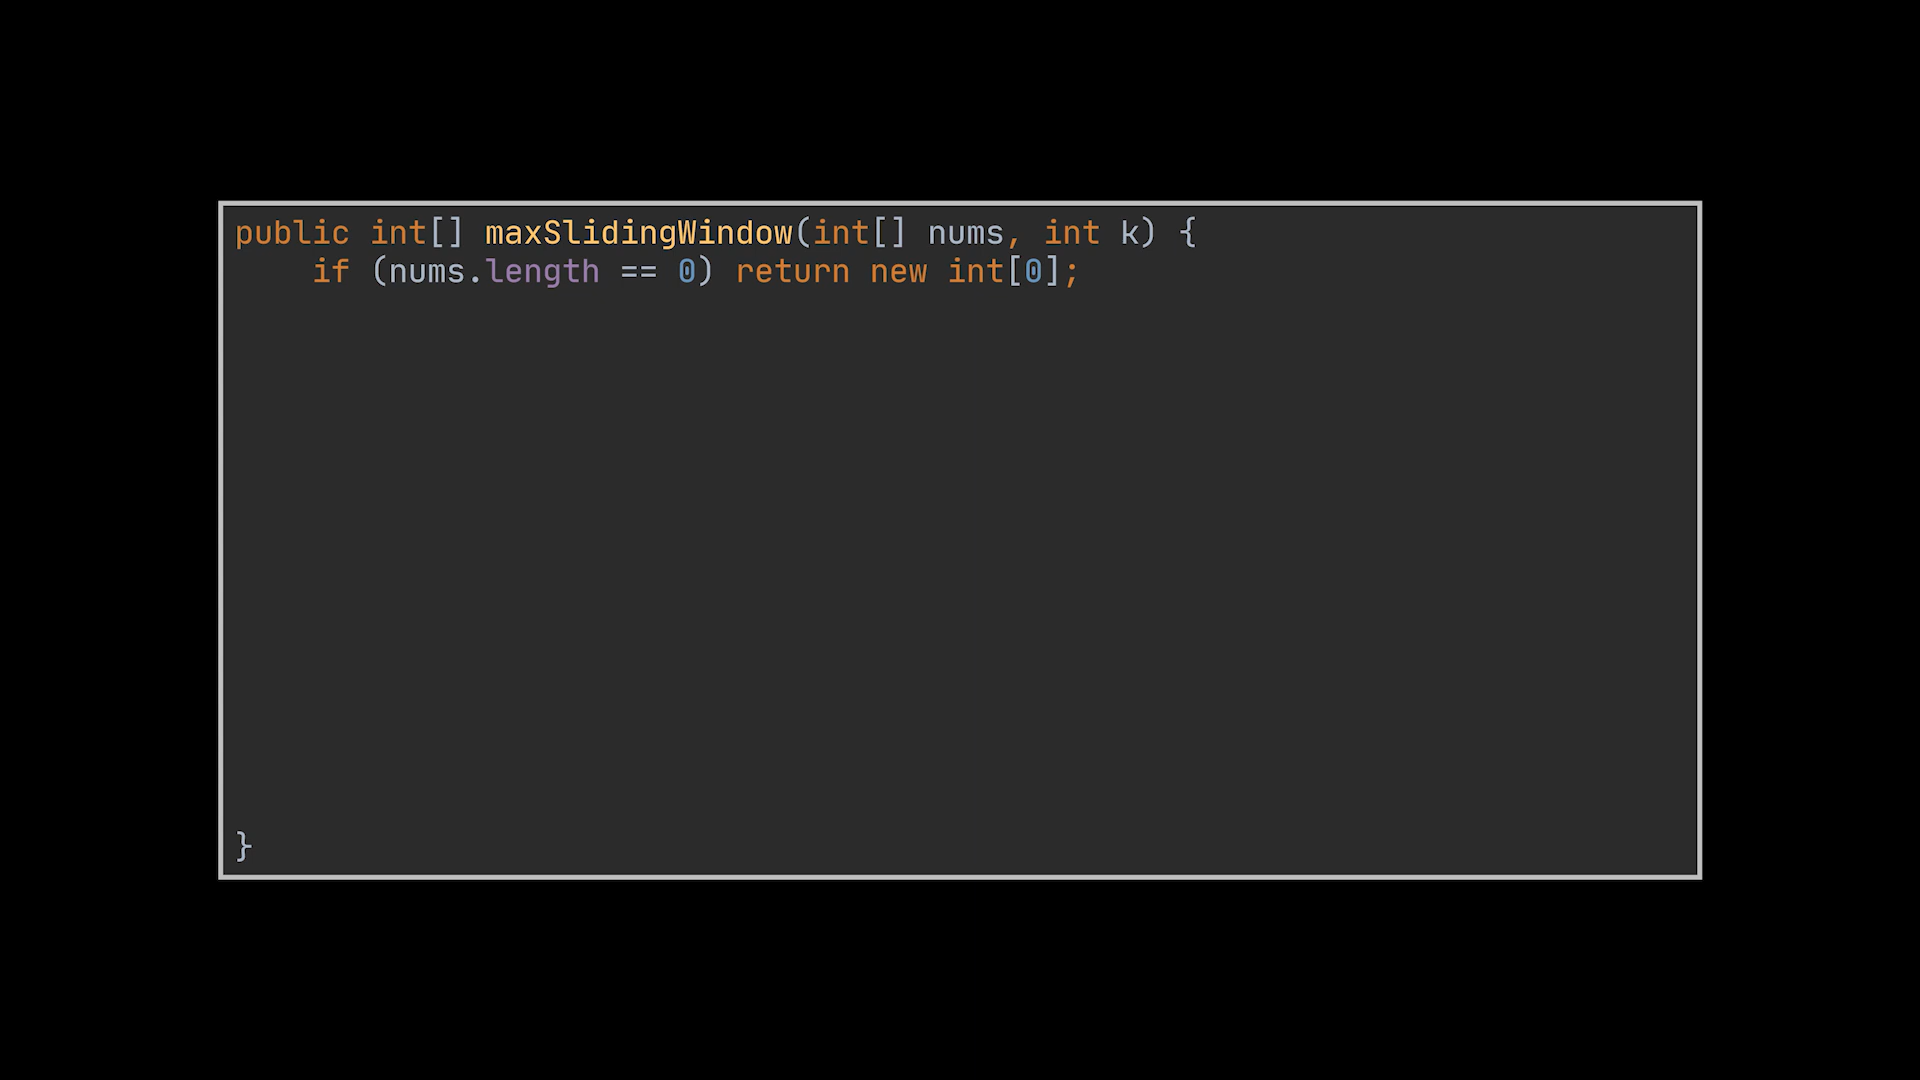 public int[] maxSlidingWindow(int[] nums, int k) {
    if (nums.length == 0) return new int[0];
}